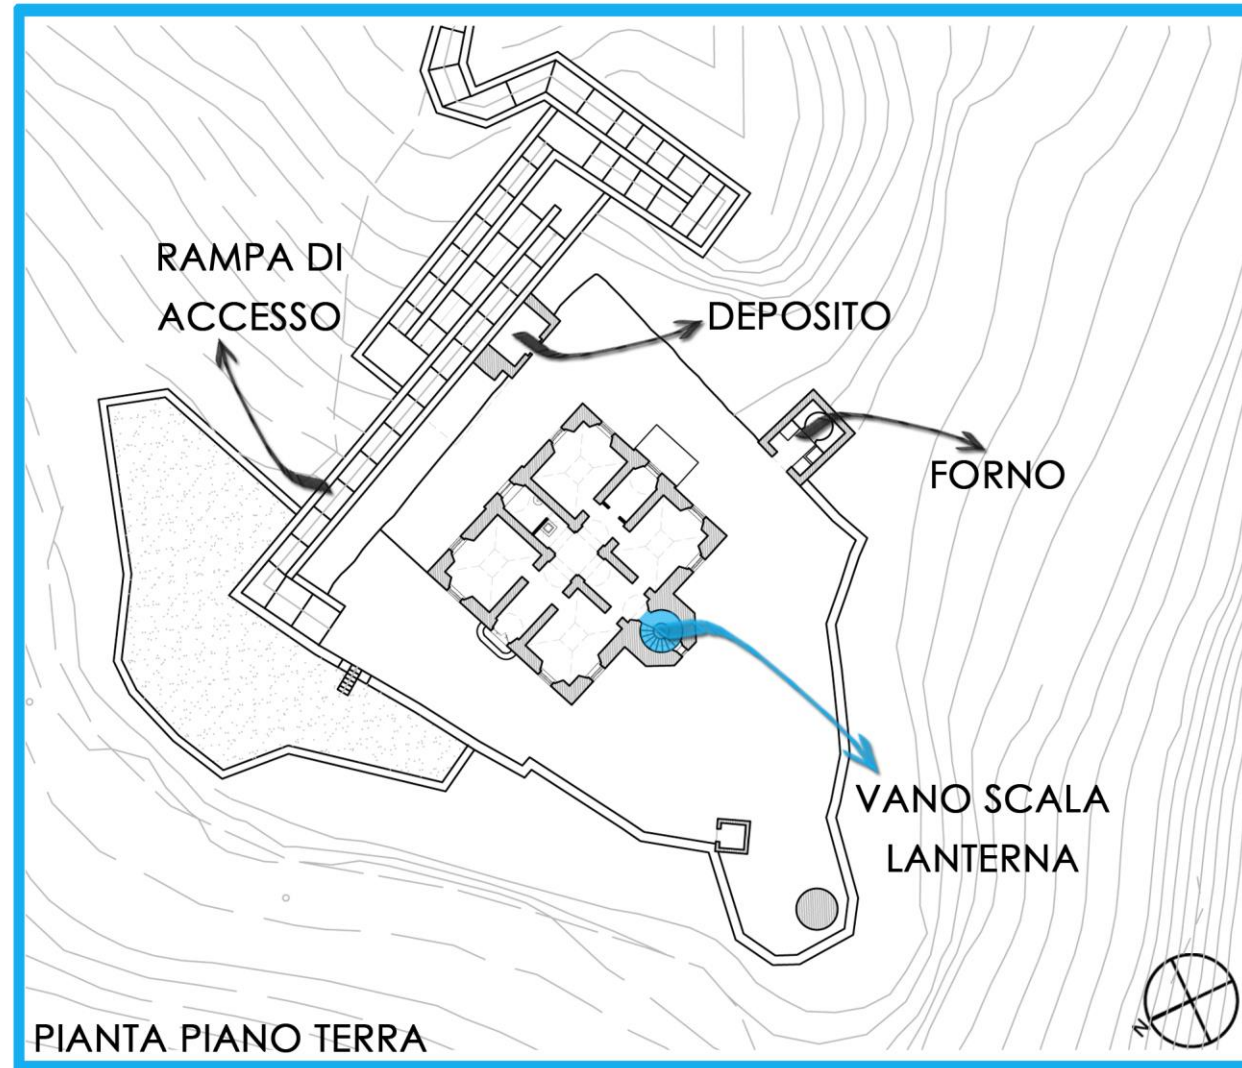 RAMPA DI
ACCESSO
DEPOSITO
FORNO
VANO SCALA
LANTERNA
N
PIANTA PIANO TERRA